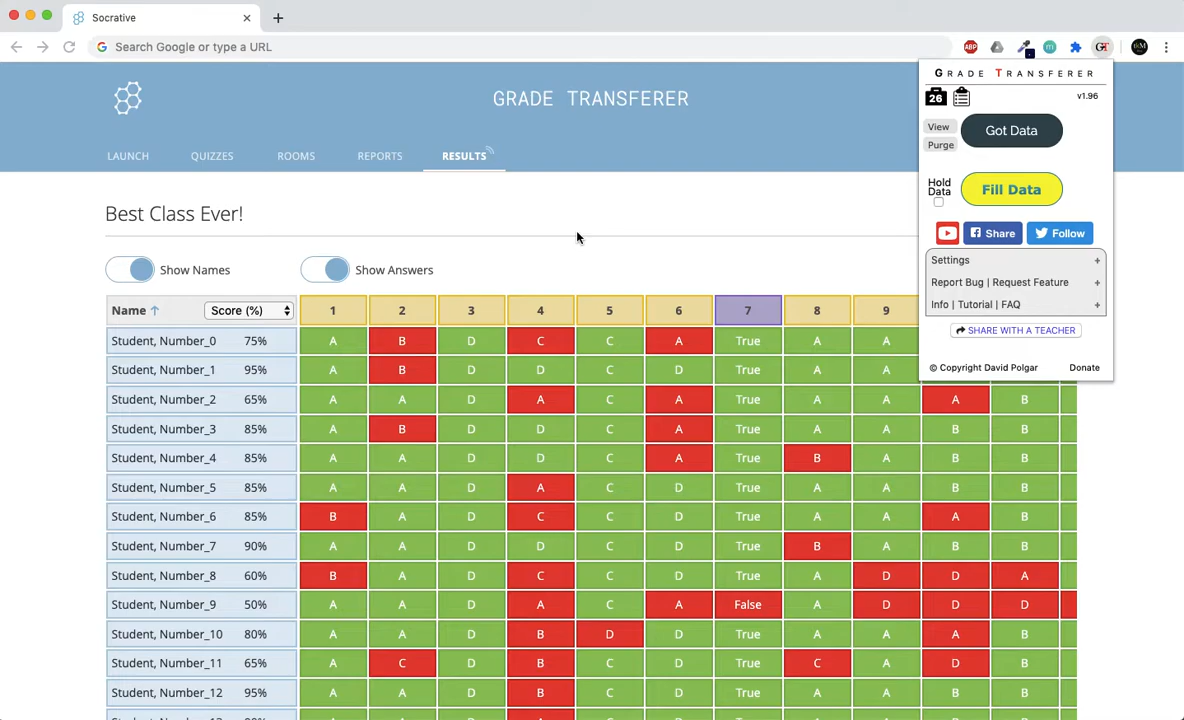 Socrative
Search Google or type a URL
ABP
GT
GRADE TRANSFERER
26
v1.96
View
Got Data
Purge
Hold
Data
Fill Data
Share
Follow
Settings +
Report Bug | Request Feature +
Info | Tutorial | FAQ +
SHARE WITH A TEACHER
© Copyright David Polgar Donate
GRADE TRANSFERER
LAUNCH QUIZZES ROOMS REPORTS RESULTS
Best Class Ever!
Show Names Show Answers
Name ↑ Score (%) 1 2 3 4 5 6 7 8 9
Student, Number_0 75% A B D C C A True A A
Student, Number_1 95% A B D D C D True A A
Student, Number_2 65% A A D A C A True A A A B
Student, Number_3 85% A B D D C A True A A B B
Student, Number_4 85% A A D D C A True B A B B
Student, Number_5 85% A A D A C D True A A B B
Student, Number_6 85% B A D C C D True A A A B
Student, Number_7 90% A A D D C D True B A B B
Student, Number_8 60% B A D C C D True A D D A
Student, Number_9 50% A A D A C A False A D D D
Student, Number_10 80% A A D B D D True A A A B
Student, Number_11 65% A C D B C D True C A D B
Student, Number_12 95% A A D B C D True A A B B